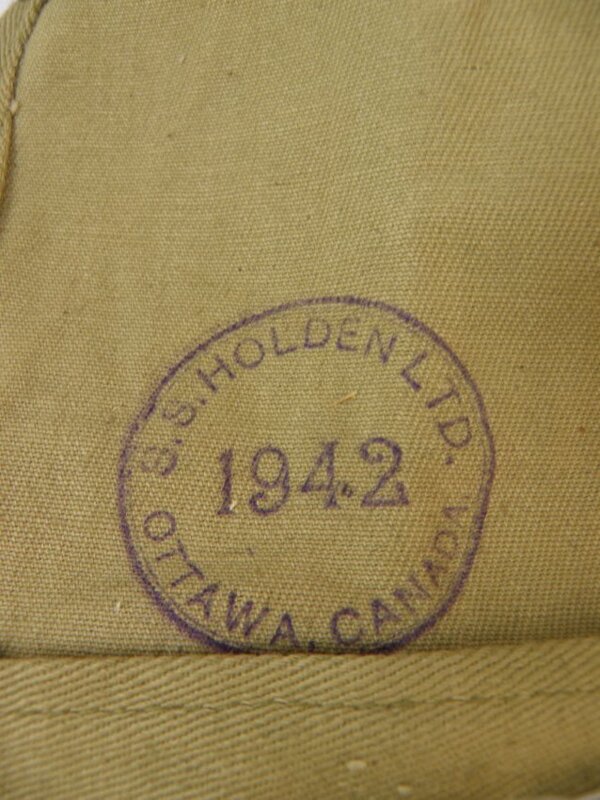 S.S. HOLDEN LTD.
1942
OTTAWA, CANADA.